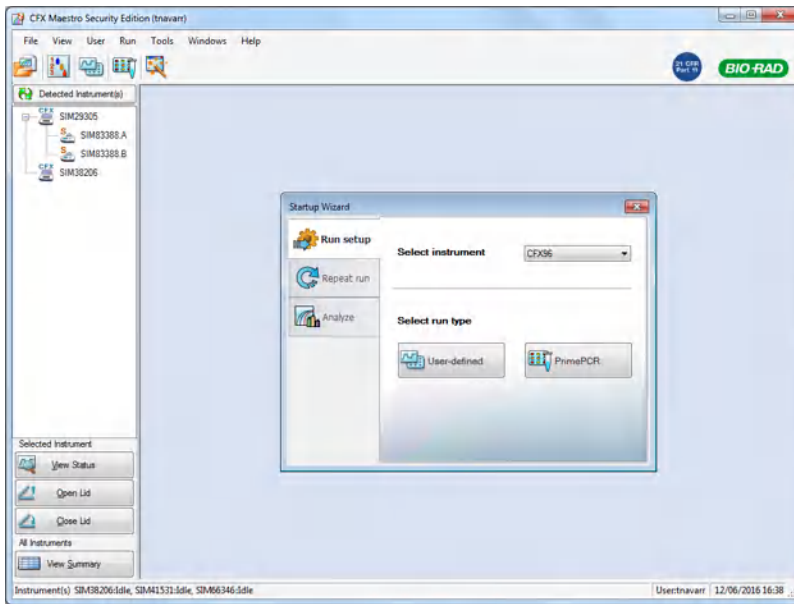 CFX Maestro Security Edition (tnavarr)
File View User Run Tools Windows Help
21 CFR
Part 11
BIO-RAD
Detected Instrument(s)
CFX SIM29305
S SIM83388.A
S SIM83388.B
CFX SIM38206
Startup Wizard
Run setup
Select instrument CFX96
Repeat run
Analyze
Select run type
User-defined PrimePCR
Selected Instrument
View Status
Open Lid
Close Lid
All Instruments
View Summary
Instrument(s) SIM38206:Idle, SIM41531:Idle, SIM66346:Idle User:tnavarr 12/06/2016 16:38